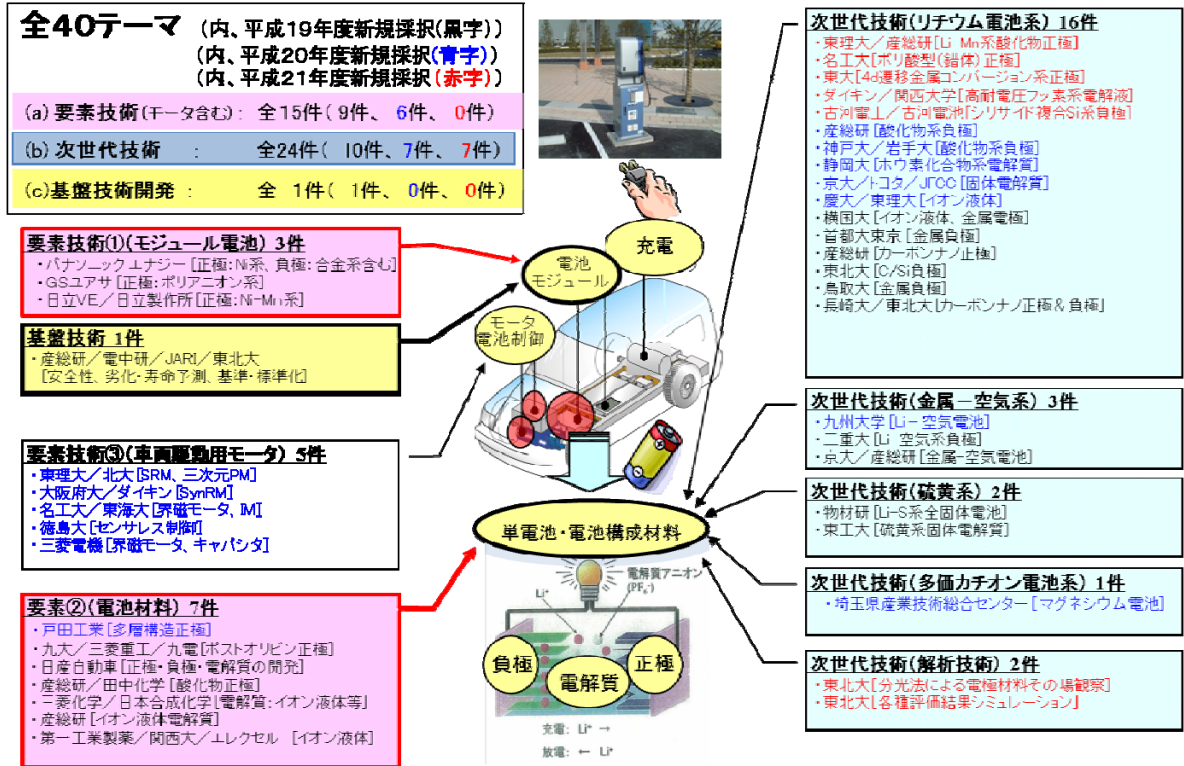 全40テーマ (内、平成19年度新規採択(黒字))
(内、平成20年度新規採択(青字))
(内、平成21年度新規採択(赤字))
(a) 要素技術(モータ含む): 全15件( 9件、 6件、 0件)
(b) 次世代技術 : 全24件( 10件、7件、 7件)
(c)基盤技術開発 : 全 1件( 1件、 0件、 0件)
要素技術①(モジュール電池) 3件
・パナソニックエナジー [正極:Ni系、負極:合金系含む]
・GSユアサ [正極:ポリアニオン系]
・日立VE/日立製作所[正極:Ni-Mn系]
基盤技術 1件
・産総研/電中研/JARI/東北大
[安全性、劣化・寿命予測、基準・標準化]
要素技術③(車両駆動用モータ) 5件
・東理大/北大[SRM、三次元PM]
・大阪府大/ダイキン[SynRM]
・名工大/東海大[界磁モータ、IM]
・徳島大[センサレス制御]
・三菱電機[界磁モータ、キャパシタ]
要素②(電池材料) 7件
・戸田工業[多層構造正極]
・九大/三菱重工/九電[ポストオリビン正極]
・日産自動車[正極・負極・電解質の開発]
・産総研/田中化学[酸化物正極]
・三菱化学/日本合成化学[電解質:イオン液体等]
・産総研[イオン液体電解質]
・第一工業製薬/関西大/エレクセル [イオン液体]
充電
電池
モジュール
モータ
電池制御
単電池・電池構成材料
電解質アニオン
(PF₆⁻)
Li⁺
負極
電解質
正極
充電: Li⁺ →
放電: ← Li⁺
次世代技術(リチウム電池系) 16件
・東理大/産総研[Li-Mn系酸化物正極]
・名工大[ポリ酸型(錯体)正極]
・東大[4d遷移金属コンバージョン系正極]
・ダイキン/関西大学[高耐電圧フッ素系電解液]
・古河電工/古河電池[シリサイド複合Si系負極]
・産総研[酸化物系負極]
・神戸大/岩手大[酸化物系負極]
・静岡大[ホウ素化合物系電解質]
・京大/トヨタ/JFCC[固体電解質]
・慶大/東理大[イオン液体]
・横国大[イオン液体、金属電極]
・首都大東京[金属負極]
・産総研[カーボンナノ正極]
・東北大[C/Si負極]
・鳥取大[金属負極]
・長崎大/東北大[カーボンナノ正極&負極]
次世代技術(金属-空気系) 3件
・九州大学[Li-空気電池]
・三重大[Li-空気系負極]
・京大/産総研[金属-空気電池]
次世代技術(硫黄系) 2件
・物材研[Li-S系全固体電池]
・東工大[硫黄系固体電解質]
次世代技術(多価カチオン電池系) 1件
・埼玉県産業技術総合センター[マグネシウム電池]
次世代技術(解析技術) 2件
・東北大[分光法による電極材料その場観察]
・東北大[各種評価結果シミュレーション]